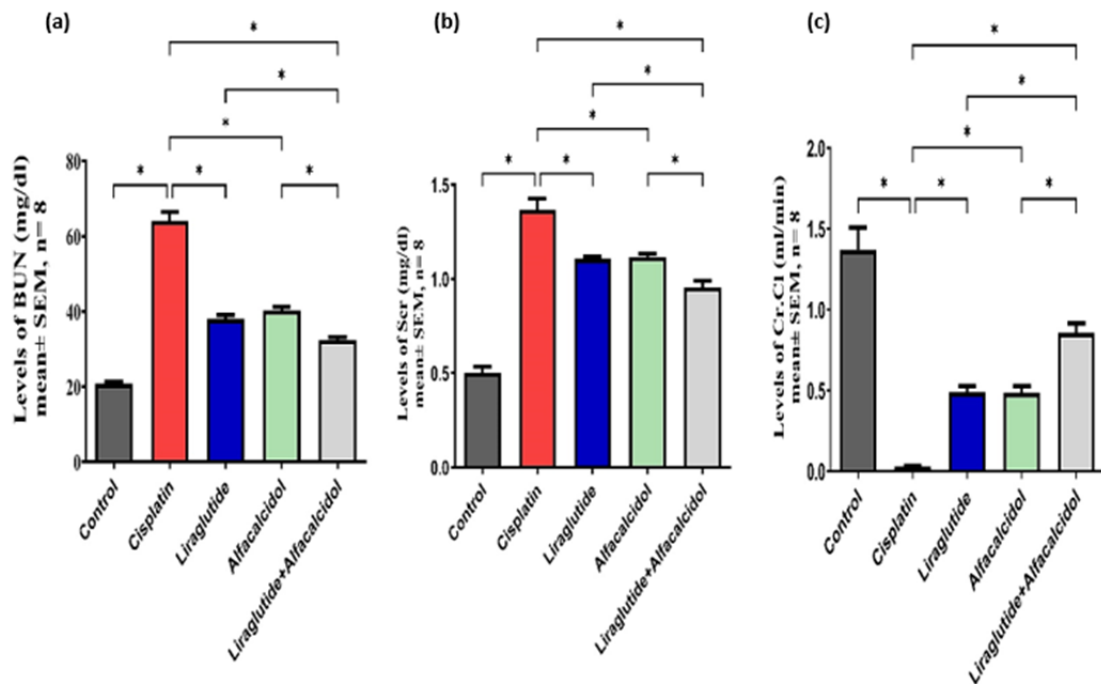 (a)
Levels of BUN (mg/dl)
mean± SEM, n= 8
80
60
40
20
0
*
*
*
*
*
*
Control
Cisplatin
Liraglutide
Alfacalcidol
Liraglutide+Alfacalcidol
(b)
Levels of Scr (mg/dl)
mean± SEM, n= 8
1.5
1.0
0.5
0.0
*
*
*
*
*
*
Control
Cisplatin
Liraglutide
Alfacalcidol
Liraglutide+Alfacalcidol
(c)
Levels of Cr.Cl (ml/min)
mean± SEM, n= 8
2.0
1.5
1.0
0.5
0.0
*
*
*
*
*
*
Control
Cisplatin
Liraglutide
Alfacalcidol
Liraglutide+Alfacalcidol